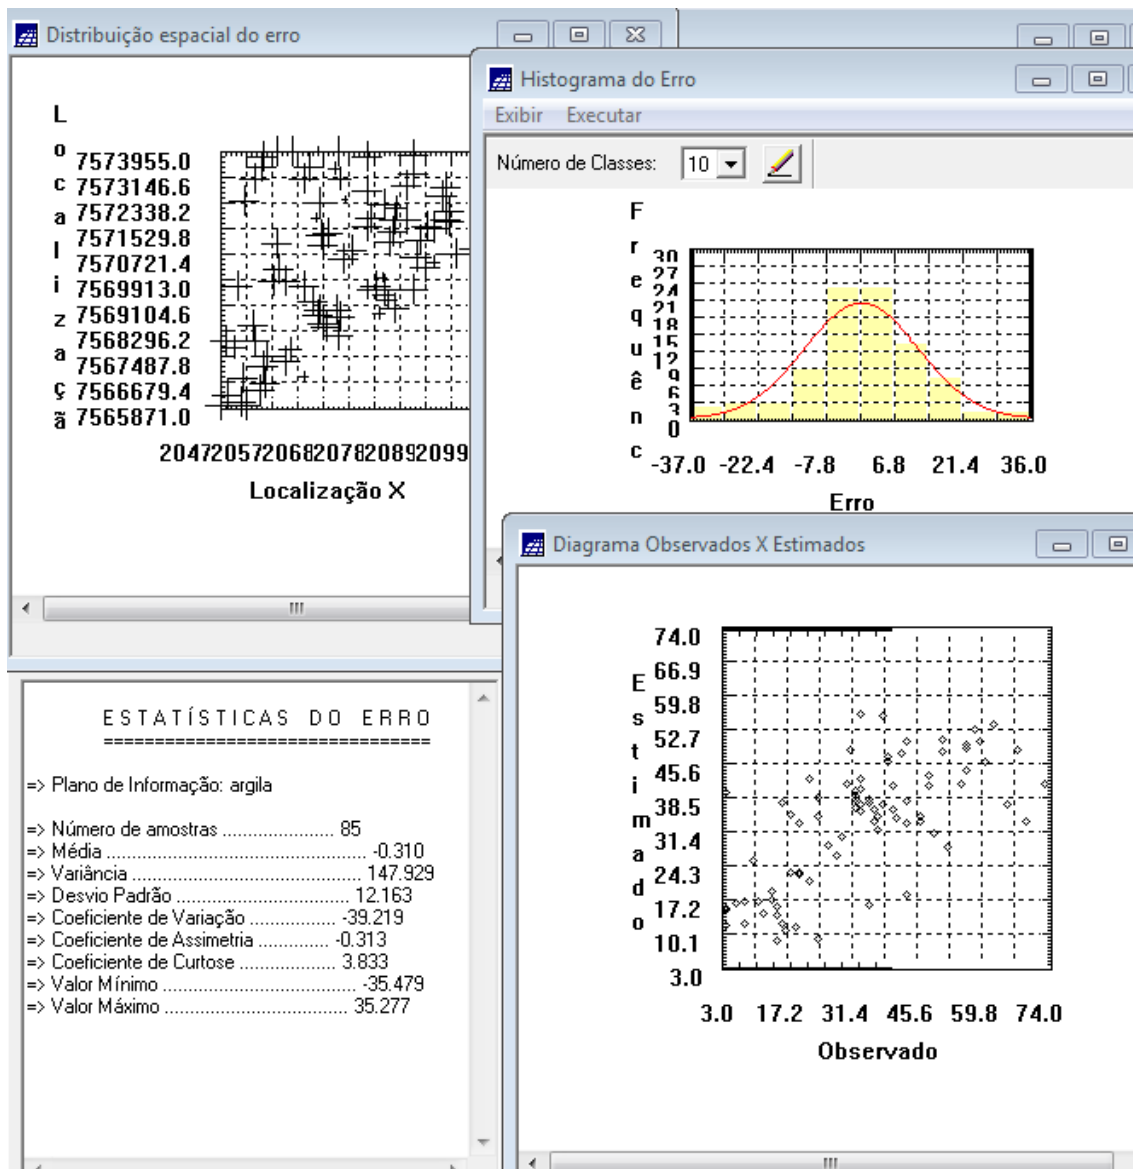 Distribuição espacial do erro
Localizaçã
7573955.0
7573146.6
7572338.2
7571529.8
7570721.4
7569913.0
7569104.6
7568296.2
7567487.8
7566679.4
7565871.0
204720572068207820892099
Localização X
Histograma do Erro
Exibir Executar
Número de Classes: 10
Frequênc
30
27
24
21
18
15
12
9
6
3
0
-37.0 -22.4 -7.8 6.8 21.4 36.0
Erro
Diagrama Observados X Estimados
Estimado
74.0
66.9
59.8
52.7
45.6
38.5
31.4
24.3
17.2
10.1
3.0
3.0 17.2 31.4 45.6 59.8 74.0
Observado
ESTATÍSTICAS DO ERRO
================================
=> Plano de Informação: argila
=> Número de amostras ...................... 85
=> Média .................................................. -0.310
=> Variância .................................................. 147.929
=> Desvio Padrão ................................... 12.163
=> Coeficiente de Variação ................. -39.219
=> Coeficiente de Assimetria .............. -0.313
=> Coeficiente de Curtose ................... 3.833
=> Valor Mínimo ...................................... -35.479
=> Valor Máximo .................................... 35.277